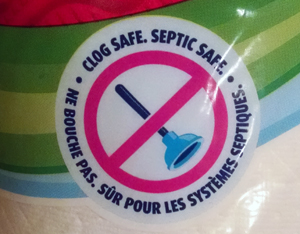 • CLOG SAFE. SEPTIC SAFE. •
NE BOUCHE PAS. SÛR POUR LES SYSTÈMES SEPTIQUES.